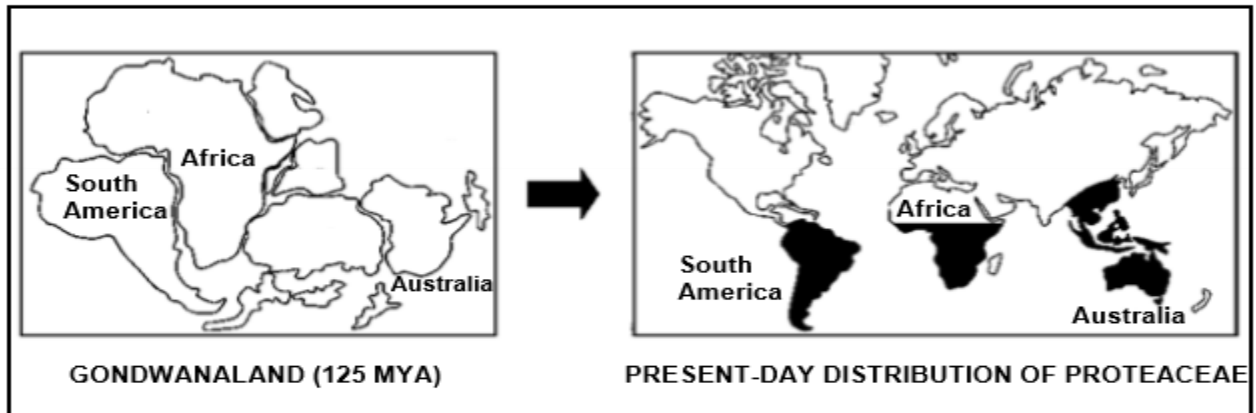 Africa
South
America
Australia
GONDWANALAND (125 MYA)
Africa
South
America
Australia
PRESENT-DAY DISTRIBUTION OF PROTEACEAE